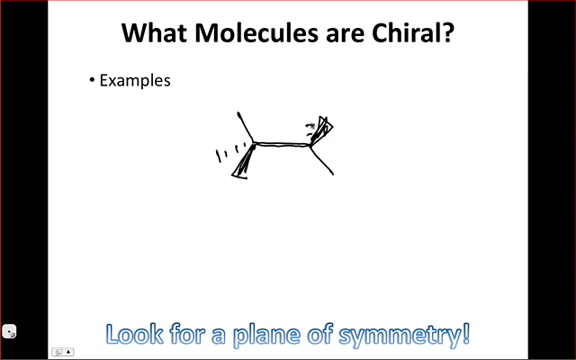 What Molecules are Chiral?
• Examples
Look for a plane of symmetry!